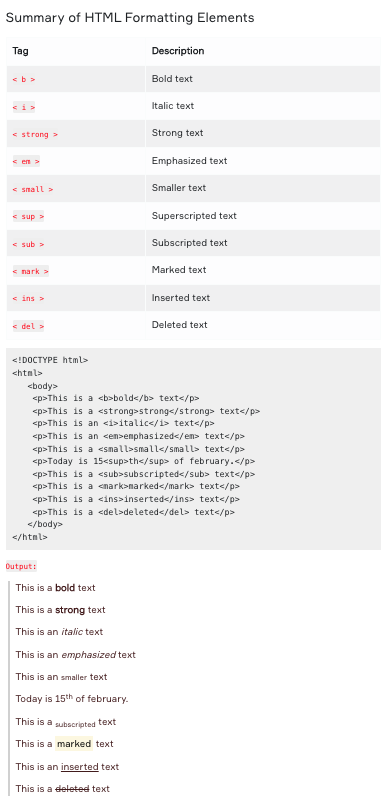 Summary of HTML Formatting Elements
Tag Description
< b > Bold text
< i > Italic text
< strong > Strong text
< em > Emphasized text
< small > Smaller text
< sup > Superscripted text
< sub > Subscripted text
< mark > Marked text
< ins > Inserted text
< del > Deleted text
<!DOCTYPE html>
<html>
<body>
<p>This is a <b>bold</b> text</p>
<p>This is a <strong>strong</strong> text</p>
<p>This is an <i>italic</i> text</p>
<p>This is an <em>emphasized</em> text</p>
<p>This is a <small>small</small> text</p>
<p>Today is 15<sup>th</sup> of february.</p>
<p>This is a <sub>subscripted</sub> text</p>
<p>This is a <mark>marked</mark> text</p>
<p>This is a <ins>inserted</ins> text</p>
<p>This is a <del>deleted</del> text</p>
</body>
</html>
Output:
This is a bold text
This is a strong text
This is an italic text
This is an emphasized text
This is an smaller text
Today is 15th of february.
This is a subscripted text
This is a marked text
This is an inserted text
This is a deleted text